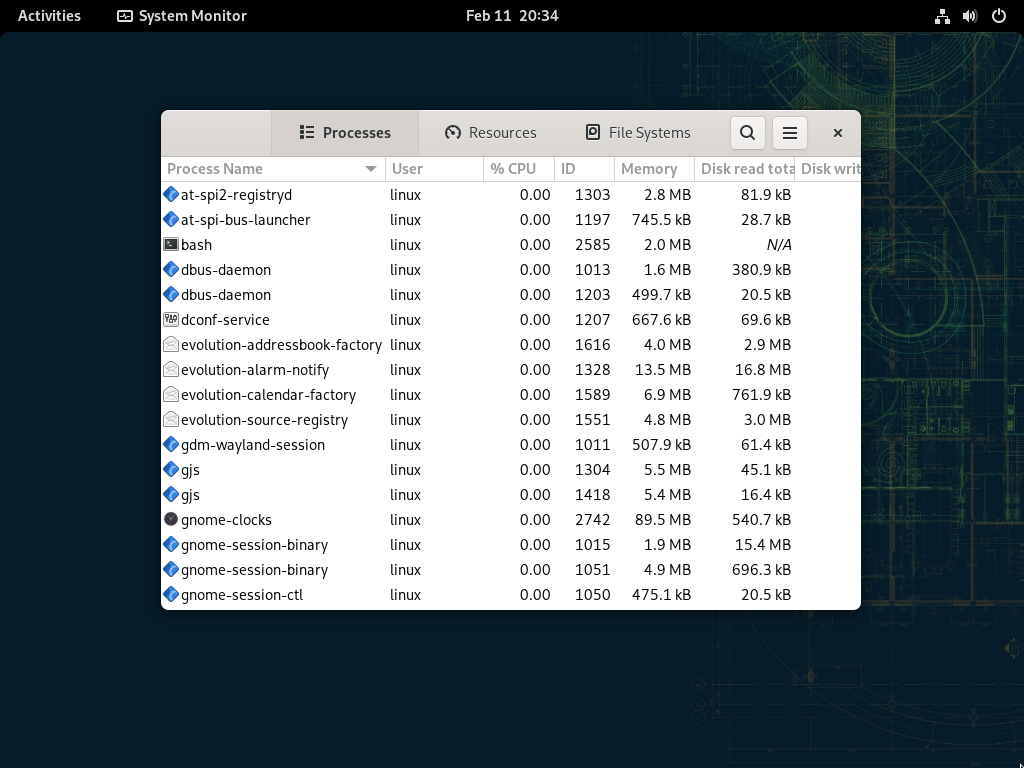 Activities System Monitor Feb 11 20:34
Processes Resources File Systems
Process Name User % CPU ID Memory Disk read tota Disk writ
at-spi2-registryd linux 0.00 1303 2.8 MB 81.9 kB
at-spi-bus-launcher linux 0.00 1197 745.5 kB 28.7 kB
bash linux 0.00 2585 2.0 MB N/A
dbus-daemon linux 0.00 1013 1.6 MB 380.9 kB
dbus-daemon linux 0.00 1203 499.7 kB 20.5 kB
dconf-service linux 0.00 1207 667.6 kB 69.6 kB
evolution-addressbook-factory linux 0.00 1616 4.0 MB 2.9 MB
evolution-alarm-notify linux 0.00 1328 13.5 MB 16.8 MB
evolution-calendar-factory linux 0.00 1589 6.9 MB 761.9 kB
evolution-source-registry linux 0.00 1551 4.8 MB 3.0 MB
gdm-wayland-session linux 0.00 1011 507.9 kB 61.4 kB
gjs linux 0.00 1304 5.5 MB 45.1 kB
gjs linux 0.00 1418 5.4 MB 16.4 kB
gnome-clocks linux 0.00 2742 89.5 MB 540.7 kB
gnome-session-binary linux 0.00 1015 1.9 MB 15.4 MB
gnome-session-binary linux 0.00 1051 4.9 MB 696.3 kB
gnome-session-ctl linux 0.00 1050 475.1 kB 20.5 kB